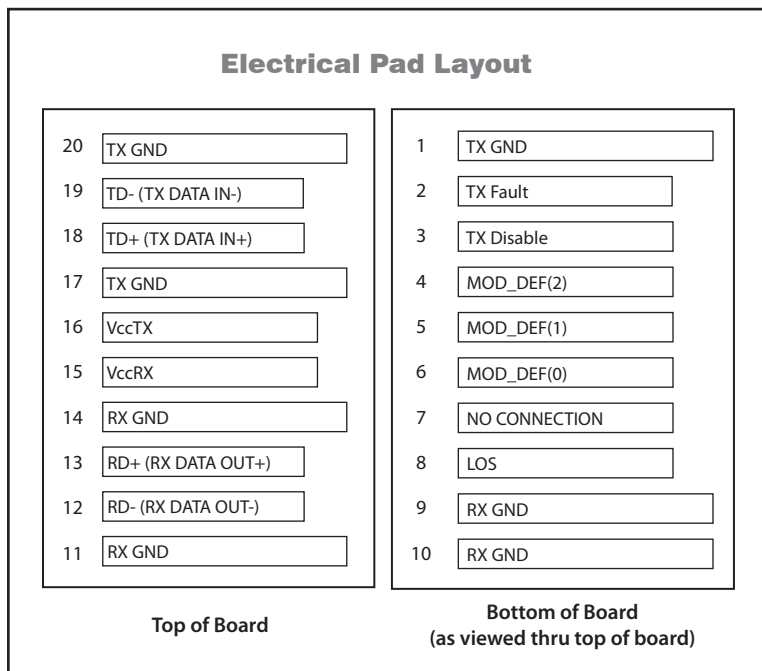 Electrical Pad Layout
20 TX GND
19 TD- (TX DATA IN-)
18 TD+ (TX DATA IN+)
17 TX GND
16 VccTX
15 VccRX
14 RX GND
13 RD+ (RX DATA OUT+)
12 RD- (RX DATA OUT-)
11 RX GND
Top of Board
1 TX GND
2 TX Fault
3 TX Disable
4 MOD_DEF(2)
5 MOD_DEF(1)
6 MOD_DEF(0)
7 NO CONNECTION
8 LOS
9 RX GND
10 RX GND
Bottom of Board
(as viewed thru top of board)